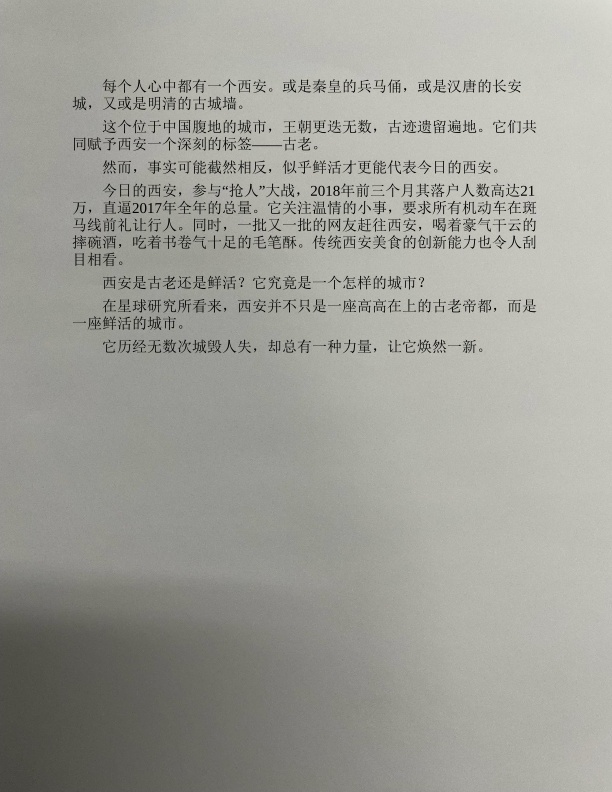 每个人心中都有一个西安。或是秦皇的兵马俑，或是汉唐的长安
城，又或是明清的古城墙。
这个位于中国腹地的城市，王朝更迭无数，古迹遗留遍地。它们共
同赋予西安一个深刻的标签——古老。
然而，事实可能截然相反，似乎鲜活才更能代表今日的西安。
今日的西安，参与“抢人”大战，2018年前三个月其落户人数高达21
万，直逼2017年全年的总量。它关注温情的小事，要求所有机动车在斑
马线前礼让行人。同时，一批又一批的网友赶往西安，喝着豪气干云的
摔碗酒，吃着书卷气十足的毛笔酥。传统西安美食的创新能力也令人刮
目相看。
西安是古老还是鲜活？它究竟是一个怎样的城市？
在星球研究所看来，西安并不只是一座高高在上的古老帝都，而是
一座鲜活的城市。
它历经无数次城毁人失，却总有一种力量，让它焕然一新。